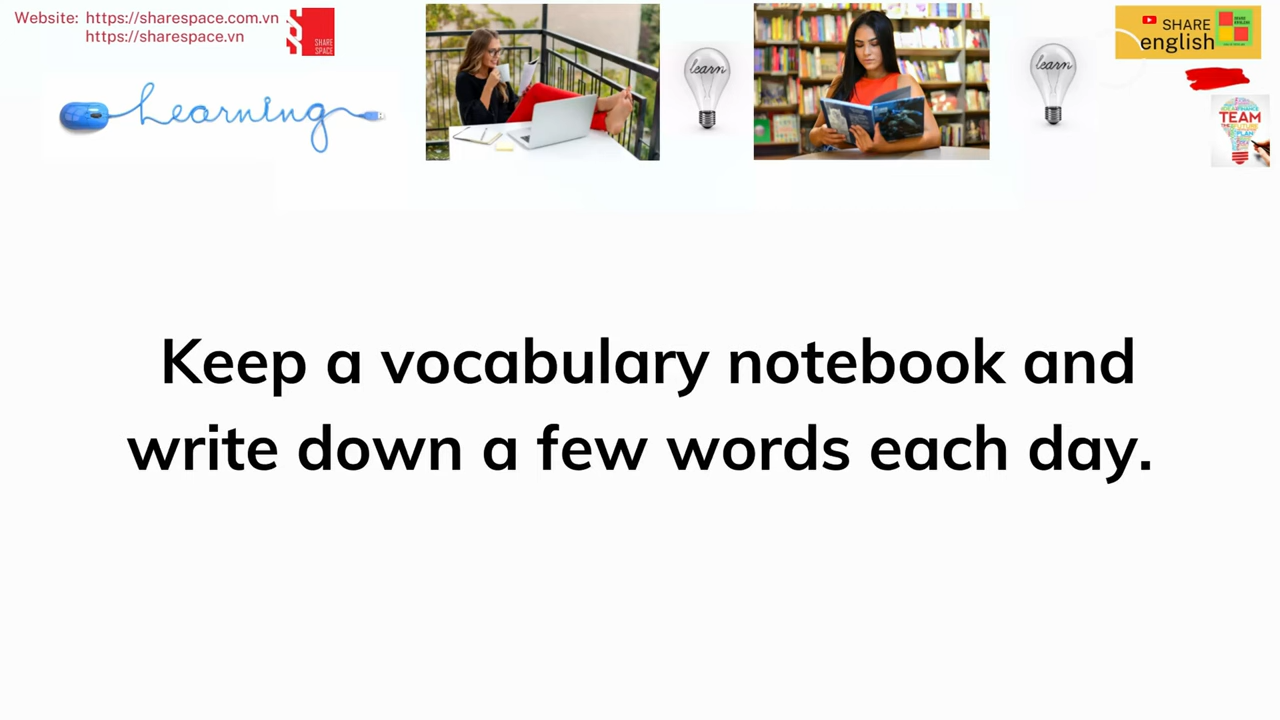 Website: https://sharespace.com.vn
https://sharespace.vn
SHARE
SPACE
Learning
learn
learn
SHARE
english
TEAM
PLAN
Keep a vocabulary notebook and
write down a few words each day.